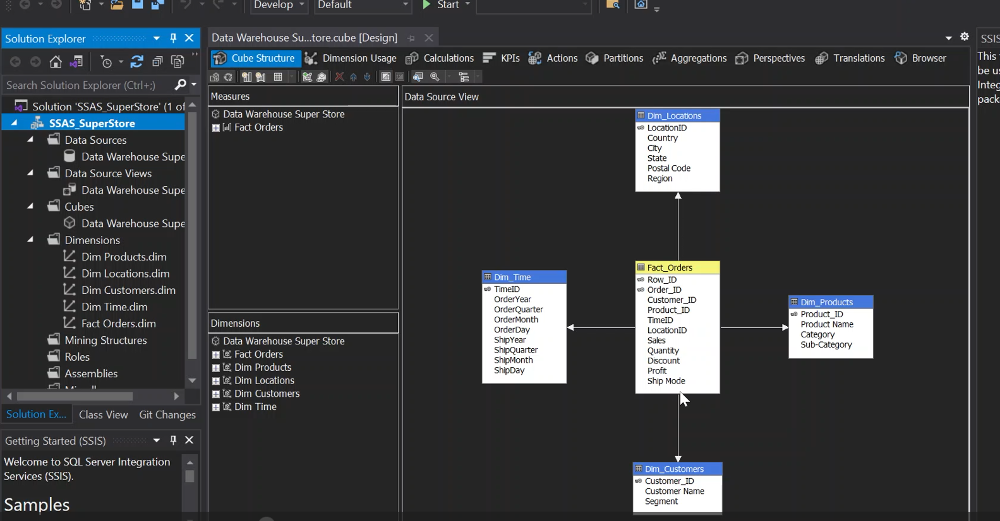 Develop
Default
Start
Solution Explorer
Search Solution Explorer (Ctrl+;)
Solution 'SSAS_SuperStore' (1 of
SSAS_SuperStore
Data Sources
Data Warehouse Supe
Data Source Views
Data Warehouse Supe
Cubes
Data Warehouse Supe
Dimensions
Dim Products.dim
Dim Locations.dim
Dim Customers.dim
Dim Time.dim
Fact Orders.dim
Mining Structures
Roles
Assemblies
Solution Ex... Class View Git Changes
Getting Started (SSIS)
Welcome to SQL Server Integration
Services (SSIS).
Samples
Data Warehouse Su...tore.cube [Design]
Cube Structure Dimension Usage Calculations KPIs Actions Partitions Aggregations Perspectives Translations Browser
Measures
Data Warehouse Super Store
Fact Orders
Dimensions
Data Warehouse Super Store
Fact Orders
Dim Products
Dim Locations
Dim Customers
Dim Time
Data Source View
Dim_Locations
LocationID
Country
City
State
Postal Code
Region
Dim_Time
TimeID
OrderYear
OrderQuarter
OrderMonth
OrderDay
ShipYear
ShipQuarter
ShipMonth
ShipDay
Fact_Orders
Row_ID
Order_ID
Customer_ID
Product_ID
TimeID
LocationID
Sales
Quantity
Discount
Profit
Ship Mode
Dim_Products
Product_ID
Product Name
Category
Sub-Category
Dim_Customers
Customer_ID
Customer Name
Segment
SSIS
This
be us
Integ
pack